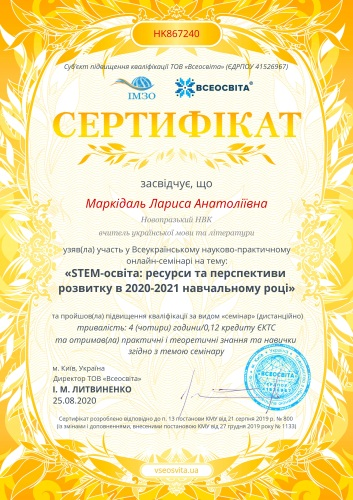 НК867240
Суб'єкт підвищення кваліфікації ТОВ «Всеосвіта» (ЄДРПОУ 41526967)
ІМЗО ВСЕОСВІТА
СЕРТИФІКАТ
засвідчує, що
Маркідаль Лариса Анатоліївна
Новотразький НВК
вчитель української мови та літератури
узяв(ла) участь у Всеукраїнському науково-практичному
онлайн-семінарі на тему:
«STEM-освіта: ресурси та перспективи
розвитку в 2020-2021 навчальному році»
та пройшов(ла) підвищення кваліфікації за видом «семінар» (дистанційно)
тривалість: 4 (чотири) години/0,12 кредиту ЄКТС
та отримав(ла) практичні і теоретичні знання та навички
згідно з темою семінару
м. Київ, Україна
Директор ТОВ «Всеосвіта»
І. М. ЛИТВИНЕНКО
25.08.2020
ВСЕОСВІТА
Сертифікат розроблено відповідно до п. 13 постанови КМУ від 21 серпня 2019 р. № 800
(із змінами і доповненнями, внесеними постановою КМУ від 27 грудня 2019 року № 1133)
vseosvita.ua